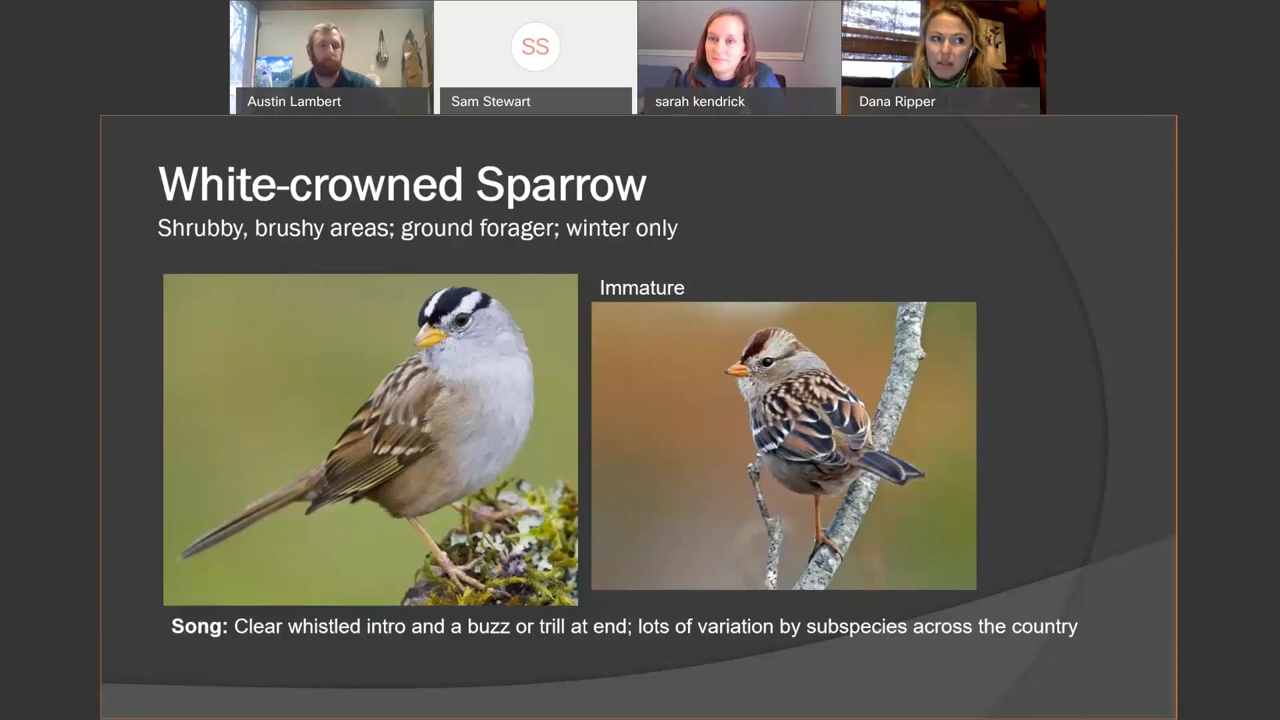 Austin Lambert
SS
Sam Stewart
sarah kendrick
Dana Ripper
White-crowned Sparrow
Shrubby, brushy areas; ground forager; winter only
Immature
Song: Clear whistled intro and a buzz or trill at end; lots of variation by subspecies across the country